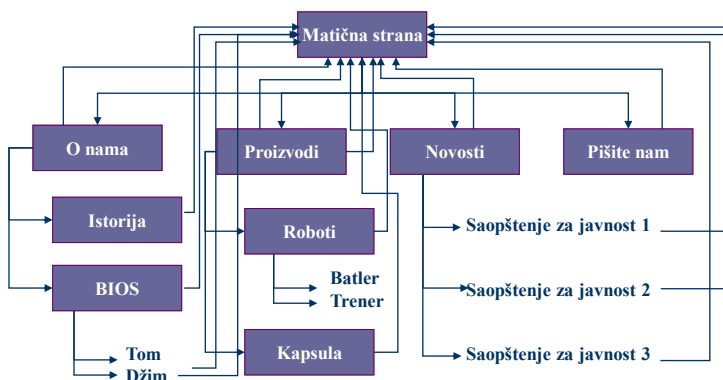 Matična strana
O nama
Proizvodi
Novosti
Pišite nam
Istorija
Roboti
Saopštenje za javnost 1
BIOS
Batler
Trener
Saopštenje za javnost 2
Tom
Džim
Kapsula
Saopštenje za javnost 3